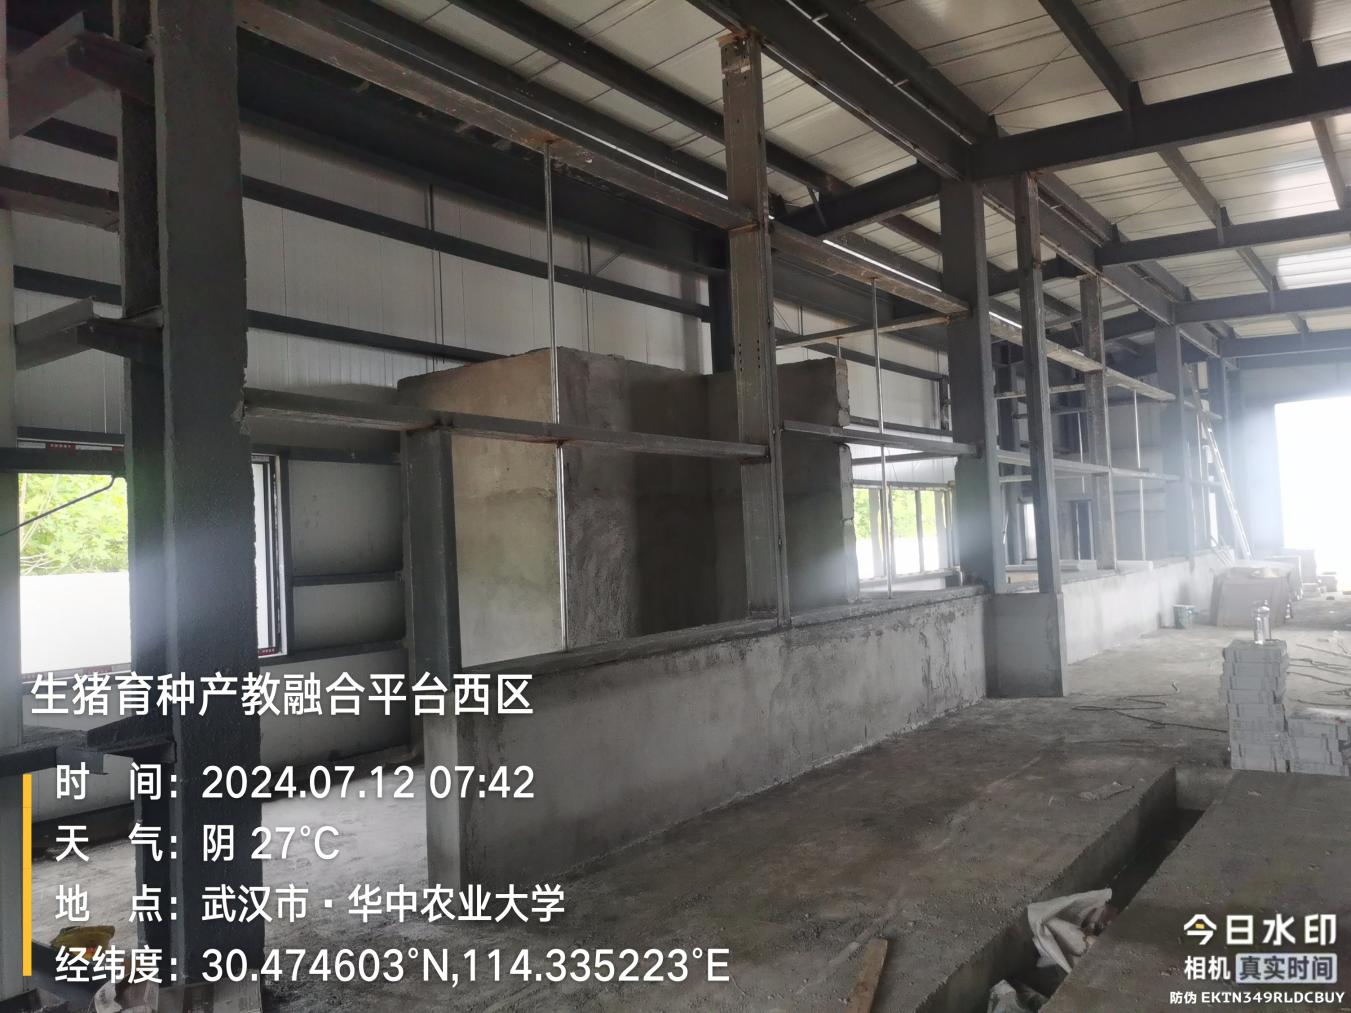 生猪育种产教融合平台西区
时 间：2024.07.12 07:42
天 气：阴 27°C
地 点：武汉市·华中农业大学
经纬度：30.474603°N,114.335223°E
今日水印
相机 真实时间
防伪 EKTN349RLDCBUY